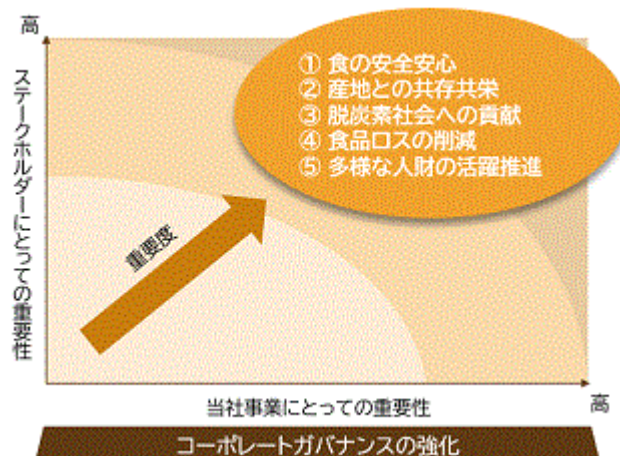 高
① 食の安全安心
② 産地との共存共栄
③ 脱炭素社会への貢献
④ 食品ロスの削減
⑤ 多様な人財の活躍推進
ステークホルダーにとっての重要性
重要度
当社事業にとっての重要性
高
コーポレートガバナンスの強化